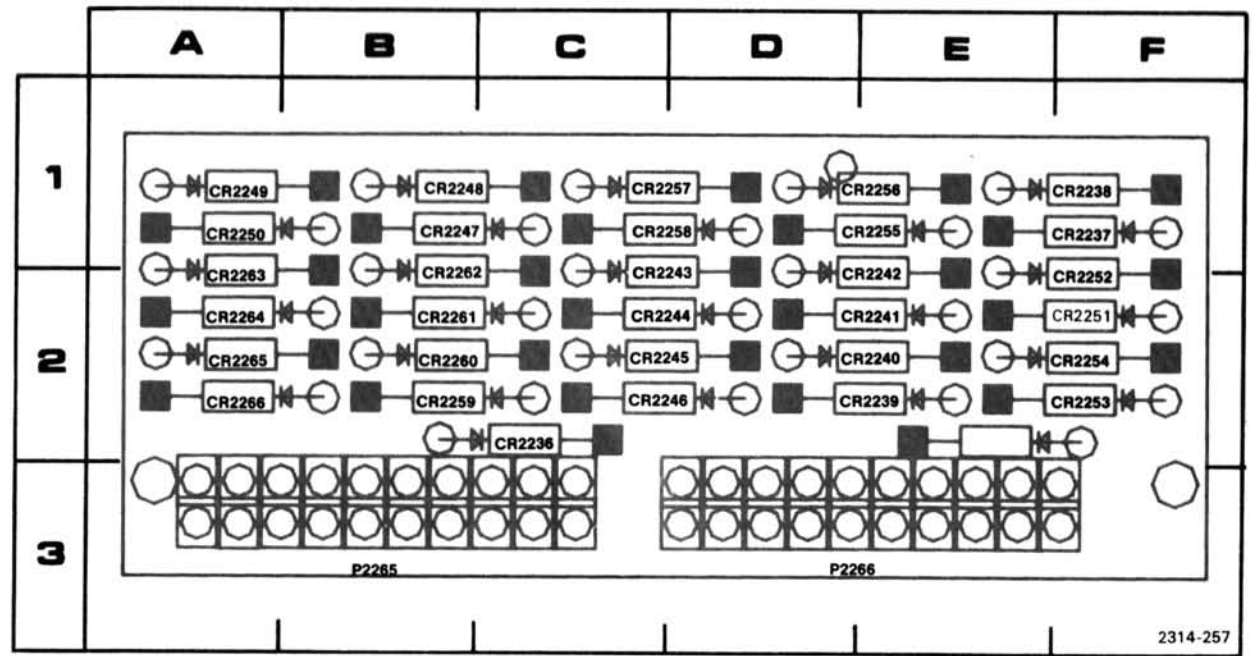 A B C D E F
1
CR2249 CR2248 CR2257 CR2256 CR2238
CR2250 CR2247 CR2258 CR2255 CR2237
CR2263 CR2262 CR2243 CR2242 CR2252
2
CR2264 CR2261 CR2244 CR2241 CR2251
CR2265 CR2260 CR2245 CR2240 CR2254
CR2266 CR2259 CR2246 CR2239 CR2253
CR2236
3
P2265 P2266
2314-257